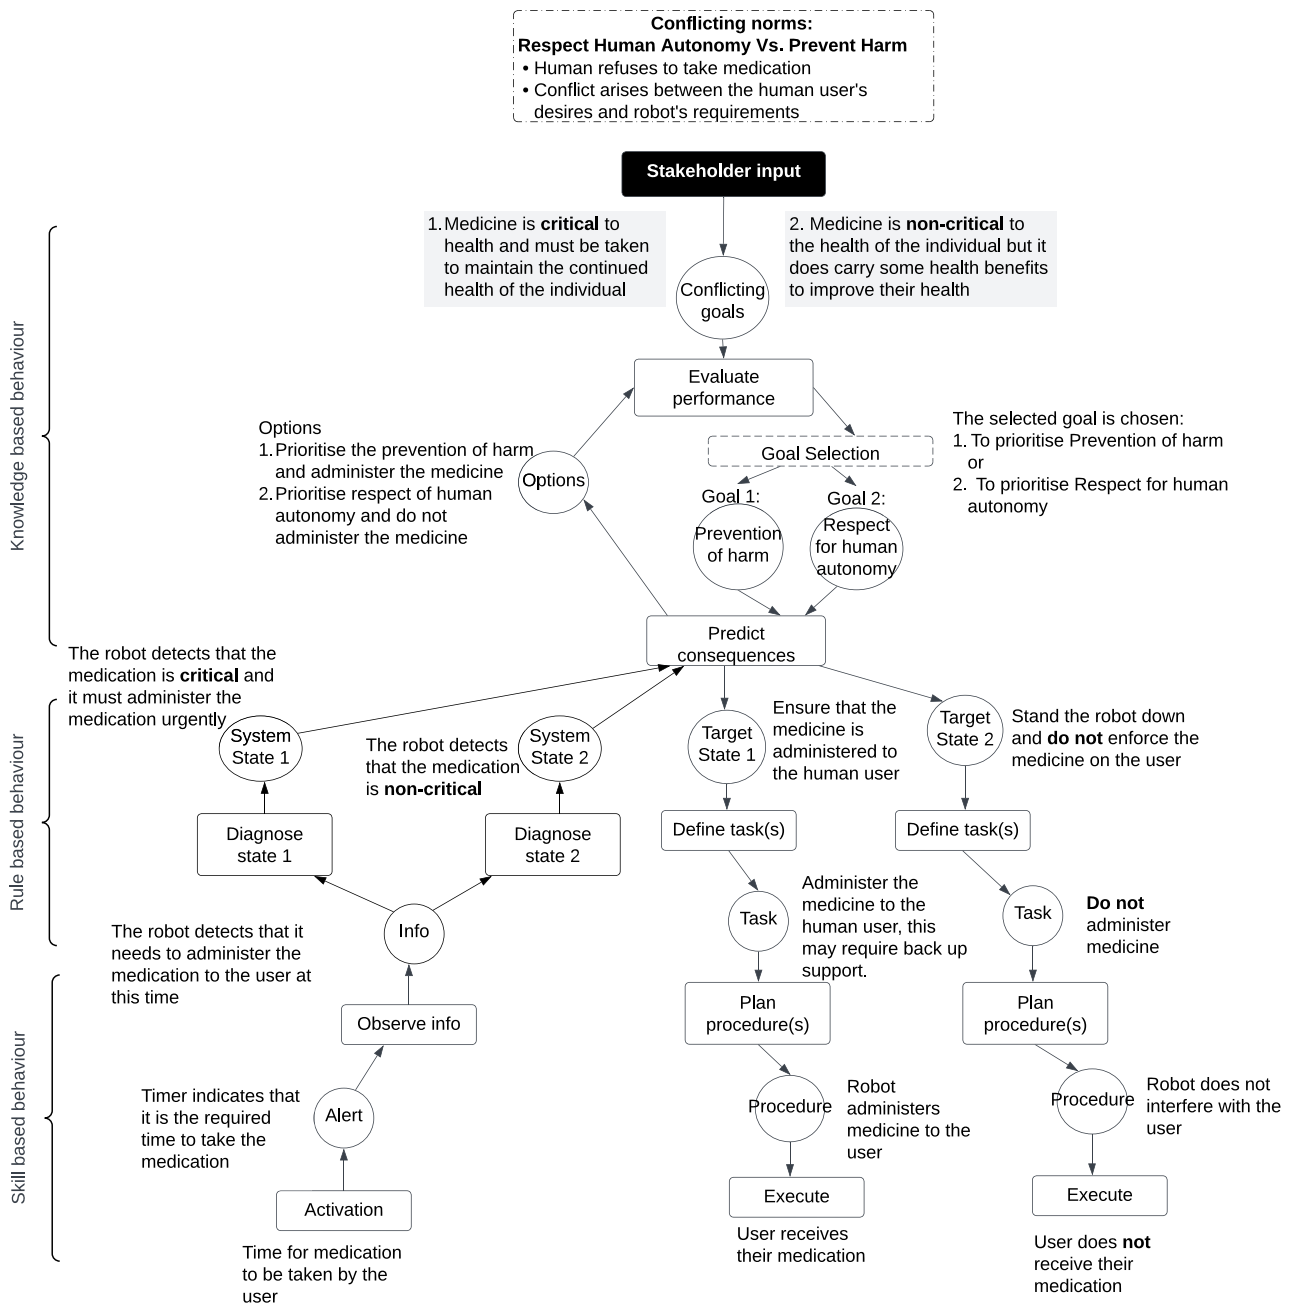 Conflicting norms:
Respect Human Autonomy Vs. Prevent Harm
• Human refuses to take medication
• Conflict arises between the human user's
desires and robot's requirements
Stakeholder input
1. Medicine is critical to
health and must be taken
to maintain the continued
health of the individual
2. Medicine is non-critical to
the health of the individual but it
does carry some health benefits
to improve their health
Conflicting
goals
Evaluate
performance
Knowledge based behaviour
Options
1. Prioritise the prevention of harm
and administer the medicine
2. Prioritise respect of human
autonomy and do not
administer the medicine
Options
Goal Selection
Goal 1:
Prevention
of harm
Goal 2:
Respect
for human
autonomy
The selected goal is chosen:
1. To prioritise Prevention of harm
or
2. To prioritise Respect for human
autonomy
Predict
consequences
The robot detects that the
medication is critical and
it must administer the
medication urgently
Rule based behaviour
System
State 1
The robot detects
that the medication
is non-critical
System
State 2
Target
State 1
Ensure that the
medicine is
administered to
the human user
Target
State 2
Stand the robot down
and do not enforce the
medicine on the user
Diagnose
state 1
Diagnose
state 2
Define task(s)
Define task(s)
Info
The robot detects that it
needs to administer the
medication to the user at
this time
Task
Administer the
medicine to the
human user, this
may require back up
support.
Task
Do not
administer
medicine
Skill based behaviour
Observe info
Plan
procedure(s)
Plan
procedure(s)
Timer indicates that
it is the required
time to take the
medication
Alert
Procedure
Robot
administers
medicine to the
user
Procedure
Robot does not
interfere with the
user
Activation
Execute
Execute
Time for medication
to be taken by the
user
User receives
their medication
User does not
receive their
medication